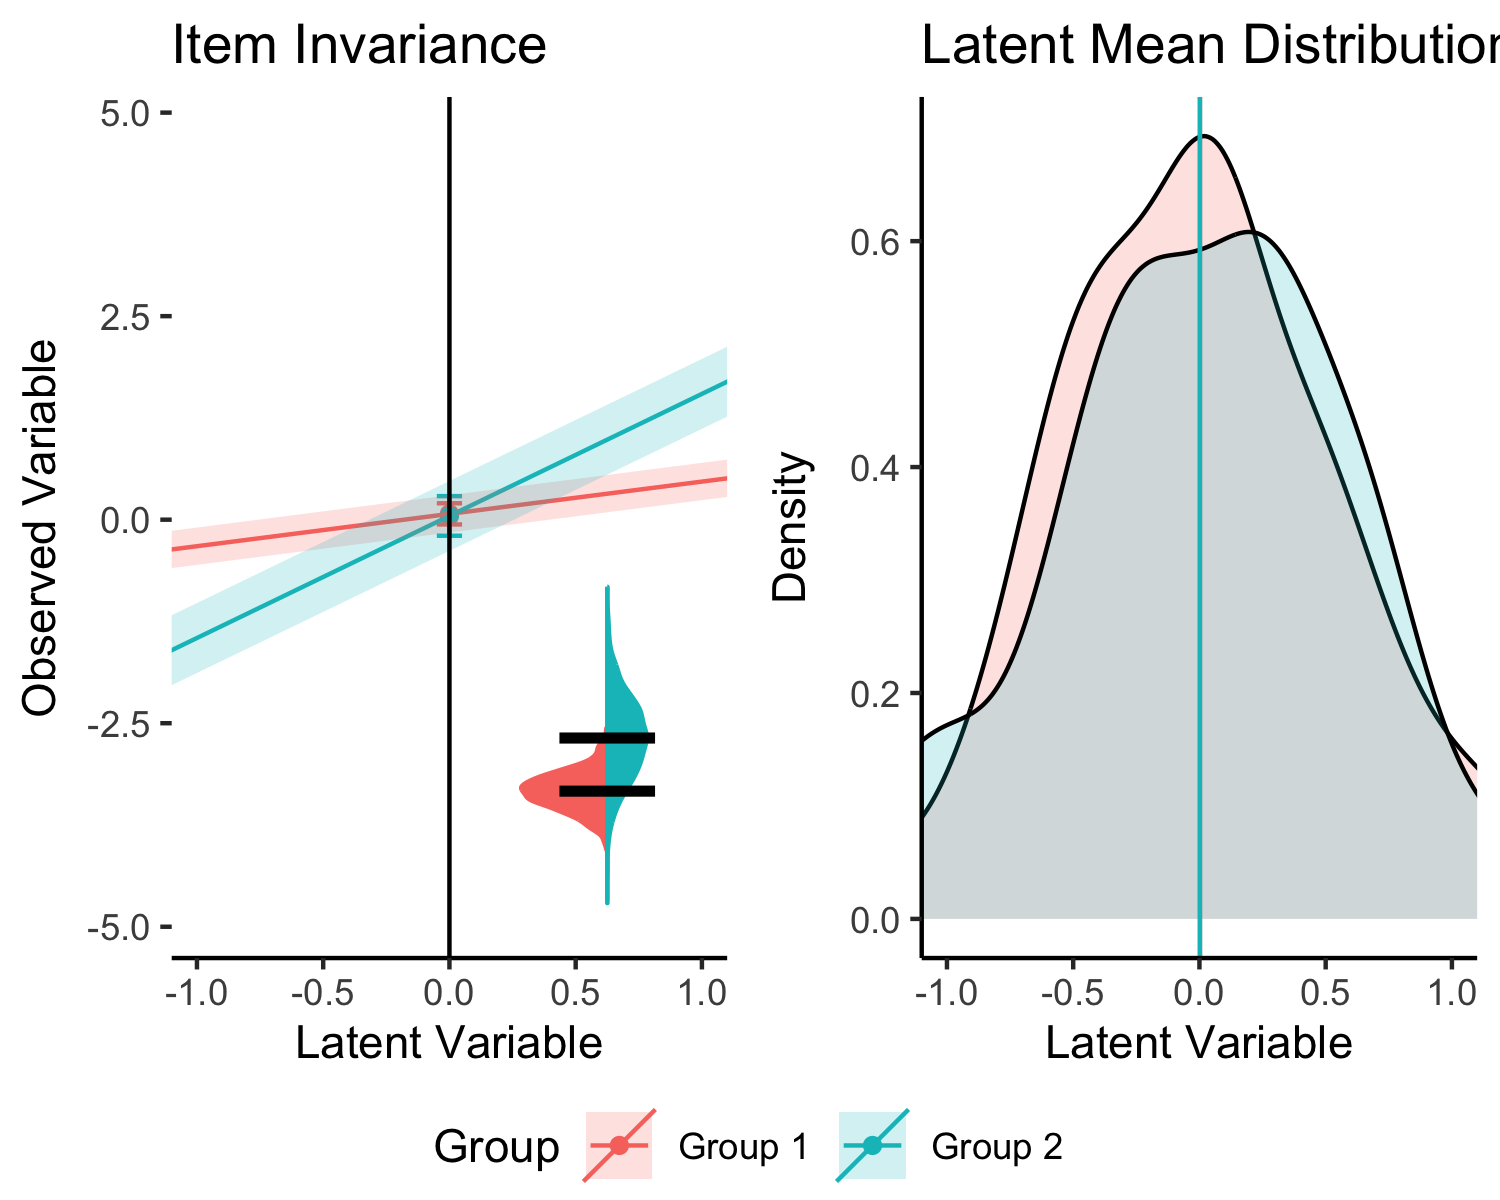 Item Invariance
5.0
2.5
0.0
-2.5
-5.0
Observed Variable
-1.0 -0.5 0.0 0.5 1.0
Latent Variable
Latent Mean Distribution
0.6
0.4
0.2
0.0
Density
-1.0 -0.5 0.0 0.5 1.0
Latent Variable
Group Group 1 Group 2